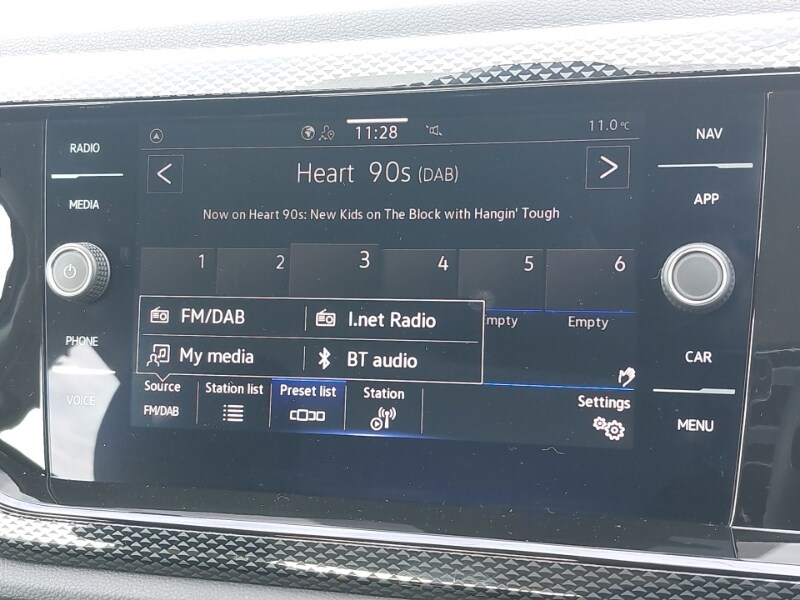 RADIO
11:28
11.0°C
NAV
Heart 90s (DAB)
MEDIA
APP
Now on Heart 90s: New Kids on The Block with Hangin' Tough
1 2 3 4 5 6
FM/DAB
I.net Radio
mpty
Empty
PHONE
My media
BT audio
CAR
VOICE
Source
Station list
Preset list
Station
Settings
FM/DAB
MENU